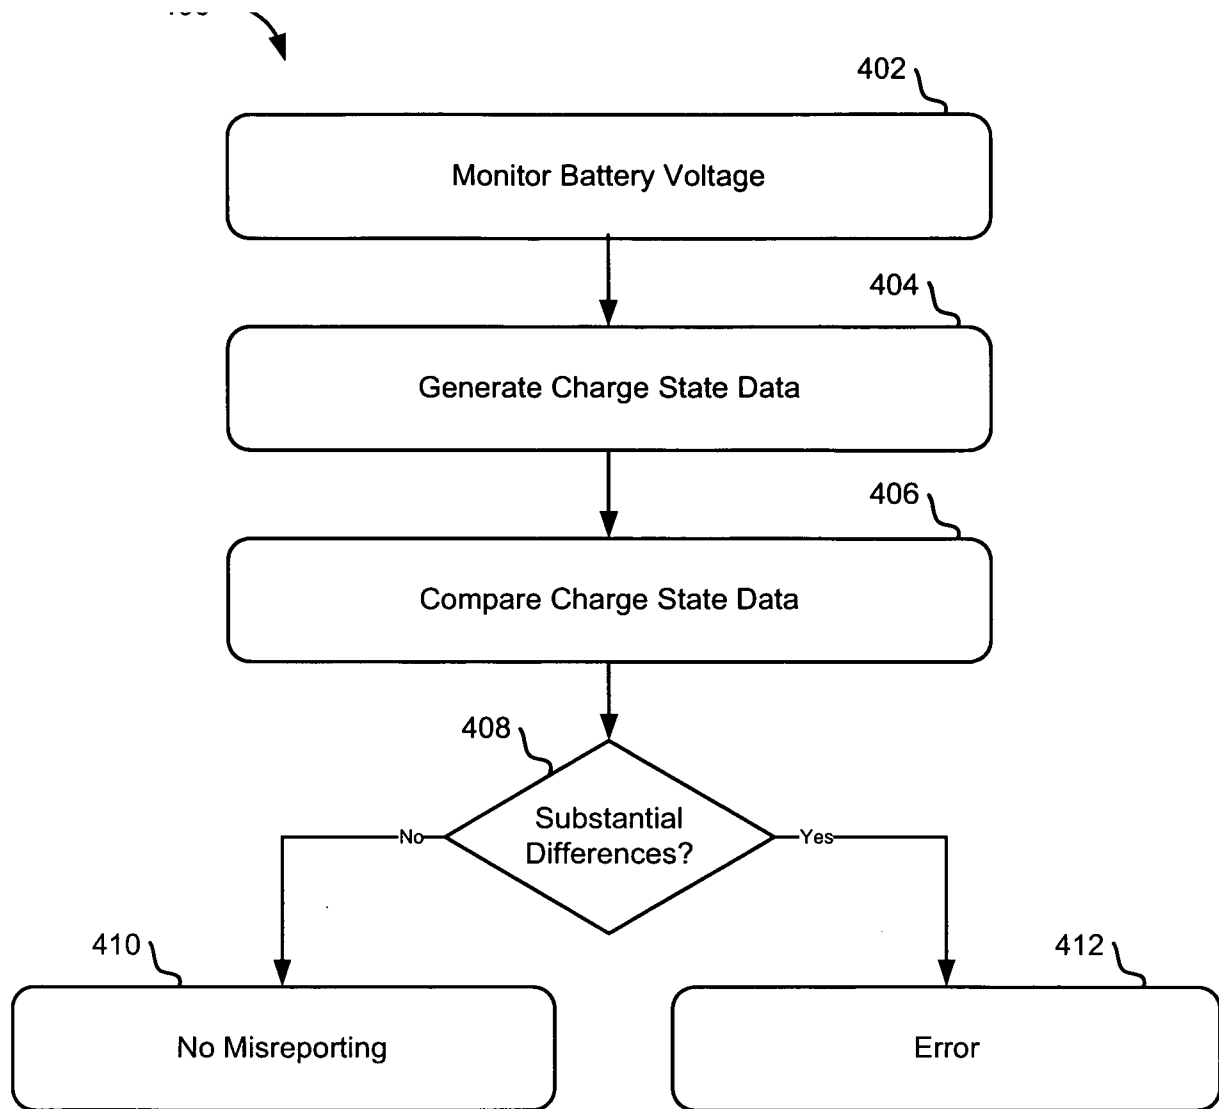 402
Monitor Battery Voltage
404
Generate Charge State Data
406
Compare Charge State Data
408
Substantial
Differences?
No
Yes
410
412
No Misreporting
Error